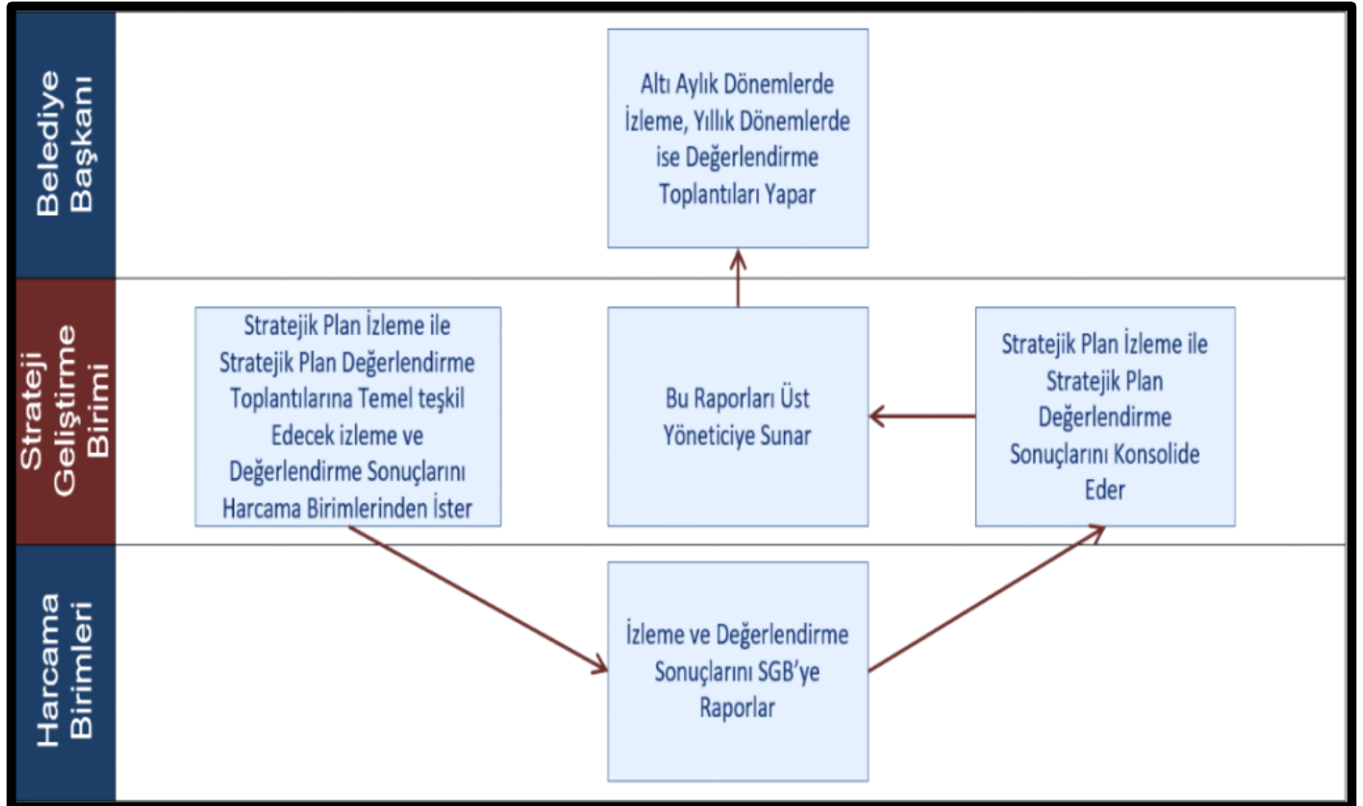 Belediye
Başkanı
Altı Aylık Dönemlerde
İzleme, Yıllık Dönemlerde
ise Değerlendirme
Toplantıları Yapar
Strateji
Geliştirme
Birimi
Stratejik Plan İzleme ile
Stratejik Plan Değerlendirme
Toplantılarına Temel teşkil
Edecek izleme ve
Değerlendirme Sonuçlarını
Harcama Birimlerinden İster
Bu Raporları Üst
Yöneticiye Sunar
Stratejik Plan İzleme ile
Stratejik Plan
Değerlendirme
Sonuçlarını Konsolide
Eder
Harcama
Birimleri
İzleme ve Değerlendirme
Sonuçlarını SGB’ye
Raporlar